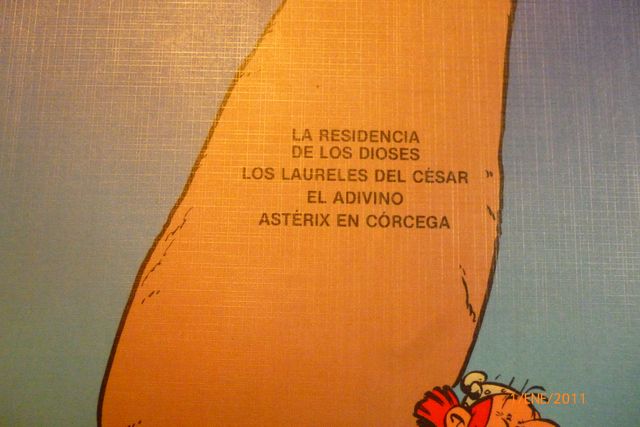 LA RESIDENCIA
DE LOS DIOSES
LOS LAURELES DEL CÉSAR
EL ADIVINO
ASTÉRIX EN CÓRCEGA
1/ENE/2011